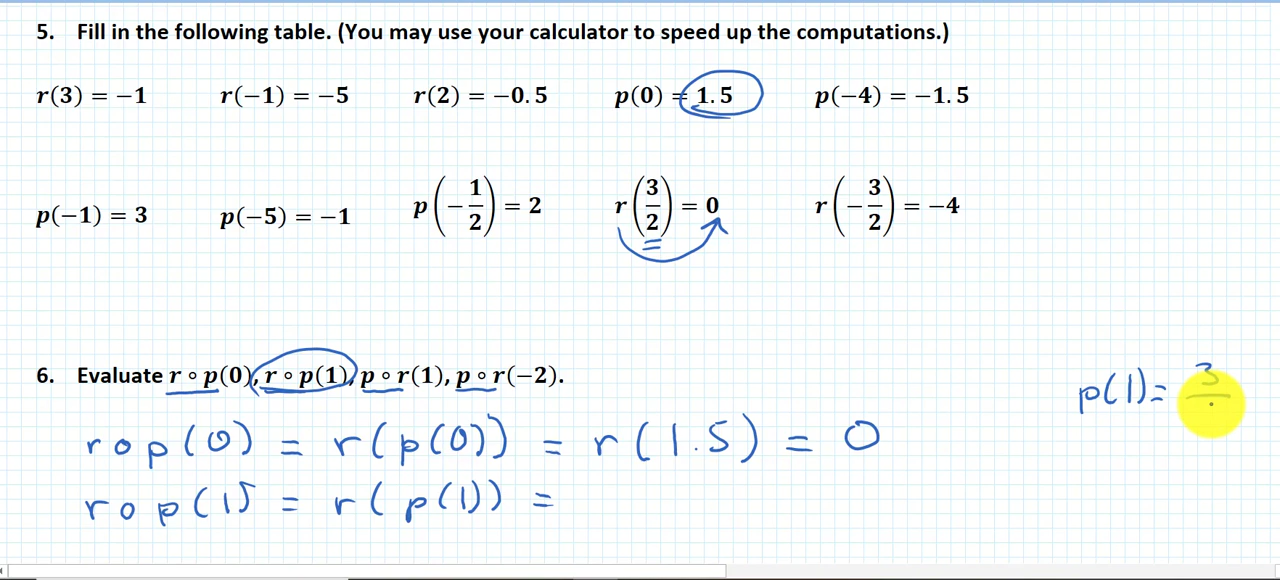 5. Fill in the following table. (You may use your calculator to speed up the computations.)
r(3) = −1 r(−1) = −5 r(2) = −0.5 p(0) = 1.5 p(−4) = −1.5
p(−1) = 3 p(−5) = −1 p(−1/2) = 2 r(3/2) = 0 r(−3/2) = −4
6. Evaluate r ∘ p(0), r ∘ p(1), p ∘ r(1), p ∘ r(−2).
p(1) = 3
r o p (0) = r(p(0)) = r(1.5) = 0
r o p (1) = r(p(1)) =